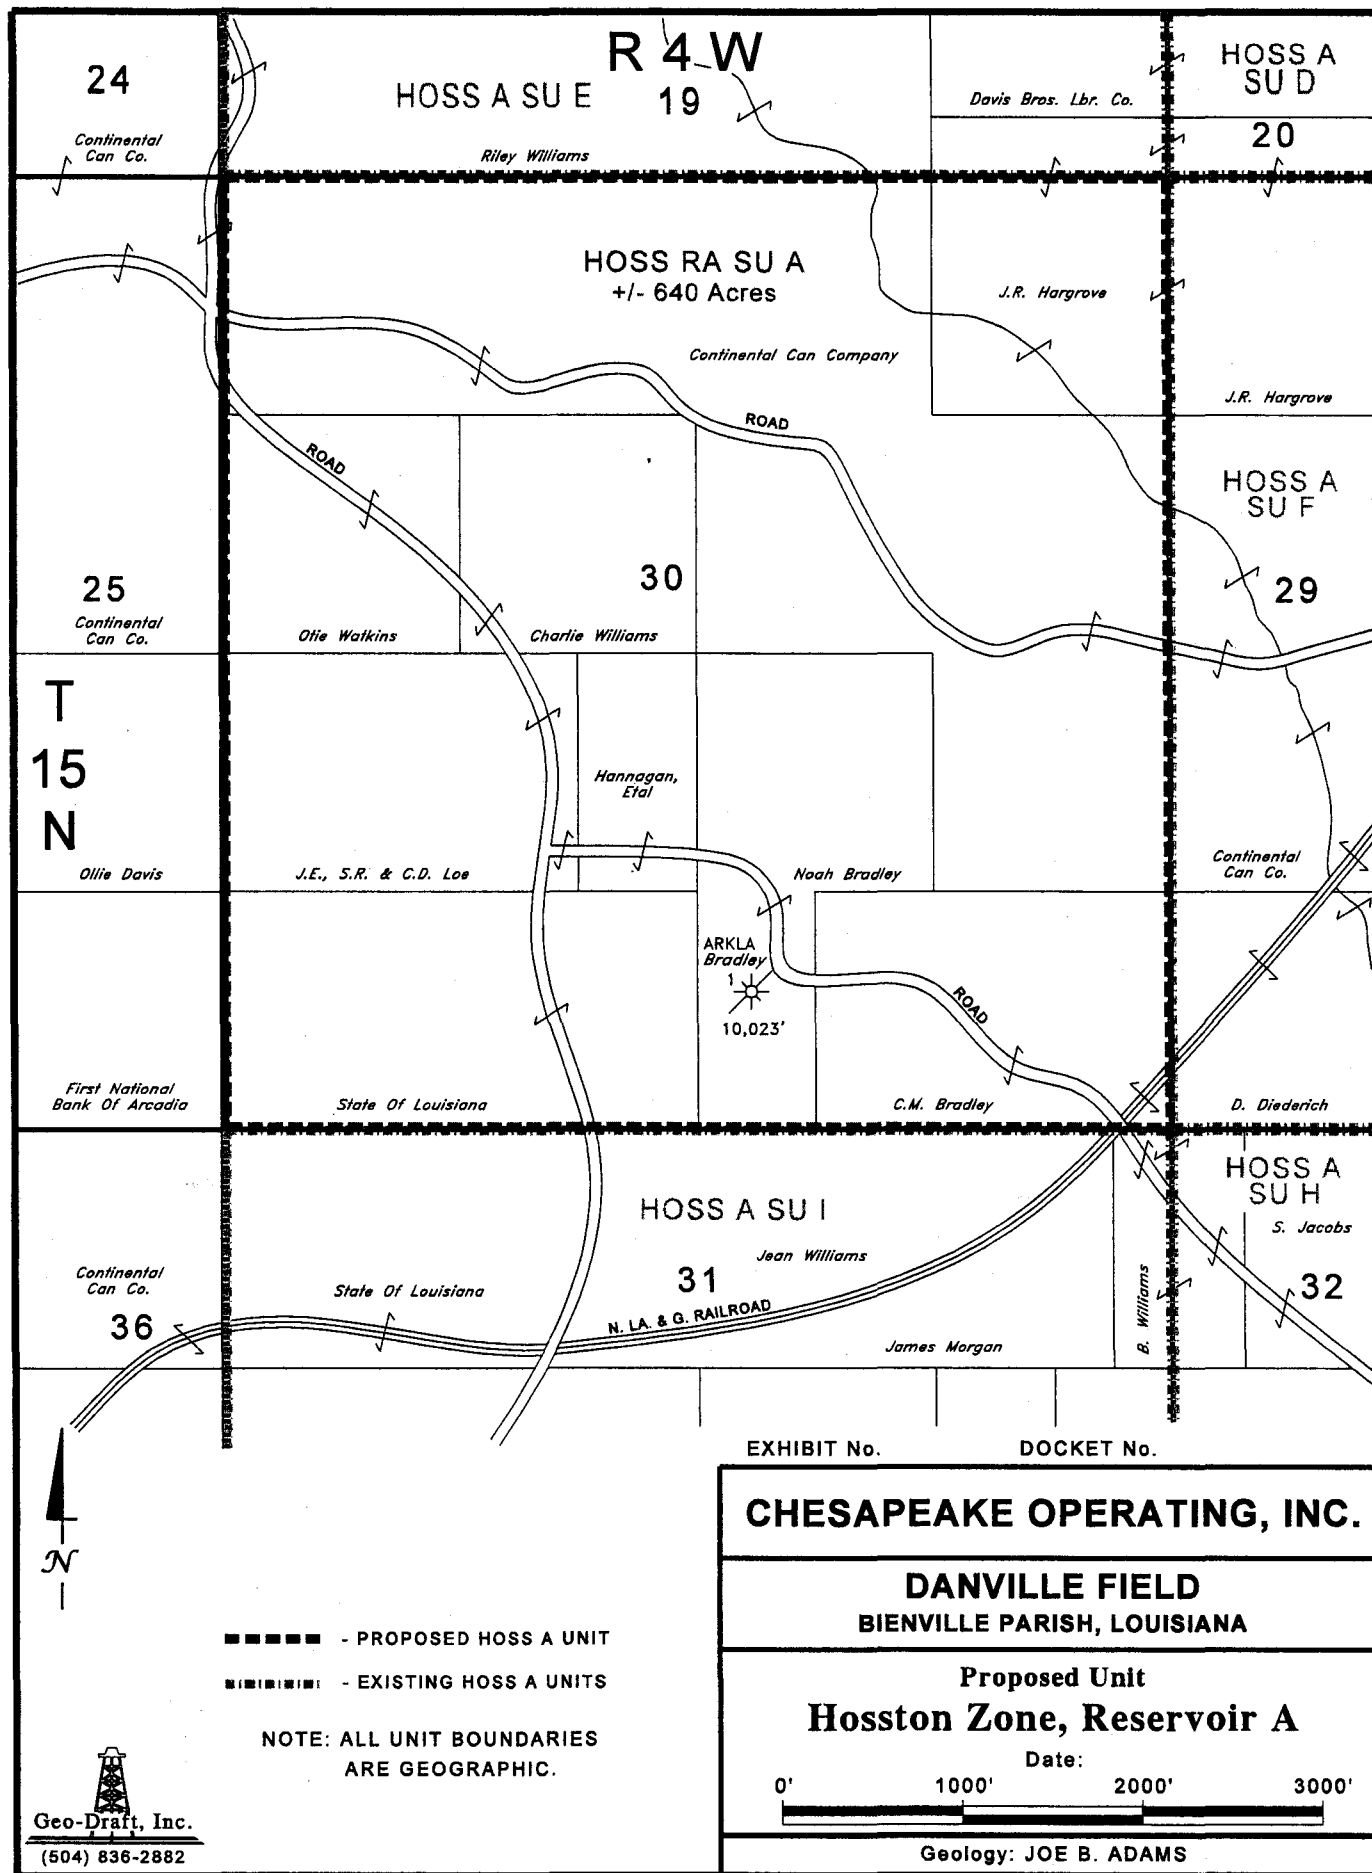 R 4 W
24
HOSS A SU E
19
Davis Bros. Lbr. Co.
HOSS A
SU D
20
Continental
Can Co.
Riley Williams
HOSS RA SU A
+/- 640 Acres
J.R. Hargrove
Continental Can Company
J.R. Hargrove
ROAD
ROAD
HOSS A
SU F
25
Continental
Can Co.
30
29
Otie Watkins
Charlie Williams
T
15
N
Hannagan,
Etal
Ollie Davis
J.E., S.R. & C.D. Loe
Noah Bradley
Continental
Can Co.
ARKLA
Bradley
1
10,023'
ROAD
First National
Bank Of Arcadia
State Of Louisiana
C.M. Bradley
D. Diederich
HOSS A SU I
HOSS A
SU H
S. Jacobs
Jean Williams
Continental
Can Co.
36
State Of Louisiana
31
B. Williams
32
N. LA. & G. RAILROAD
James Morgan
EXHIBIT No.
DOCKET No.
CHESAPEAKE OPERATING, INC.
DANVILLE FIELD
BIENVILLE PARISH, LOUISIANA
Proposed Unit
Hosston Zone, Reservoir A
Date:
0' 1000' 2000' 3000'
Geology: JOE B. ADAMS
N
- PROPOSED HOSS A UNIT
- EXISTING HOSS A UNITS
NOTE: ALL UNIT BOUNDARIES
ARE GEOGRAPHIC.
Geo-Draft, Inc.
(504) 836-2882